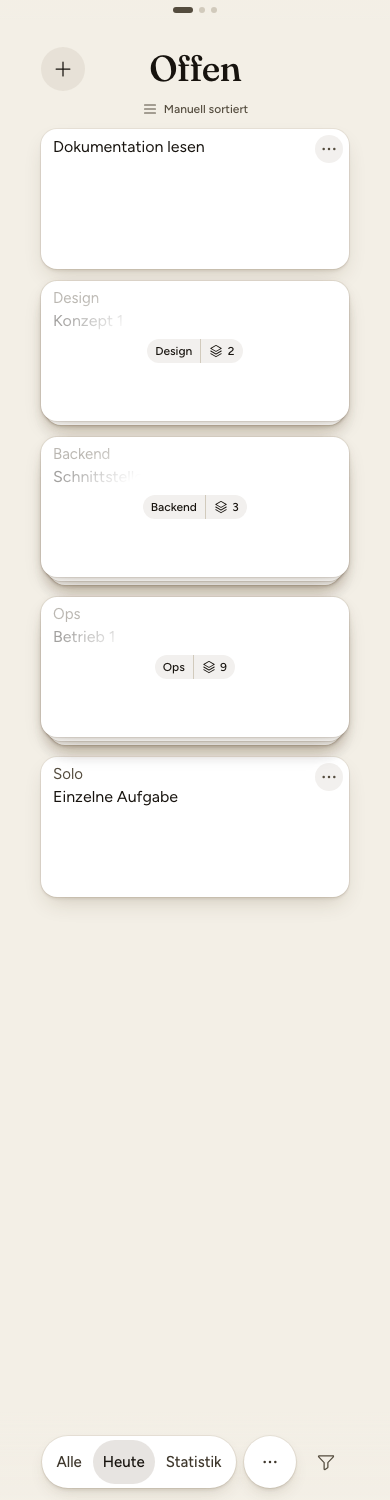 Offen
Manuell sortiert
Dokumentation lesen
Design
Konzept 1
Design 2
Backend
Backend 3
Ops
Betrieb 1
Ops 9
Solo
Einzelne Aufgabe
Alle Heute Statistik